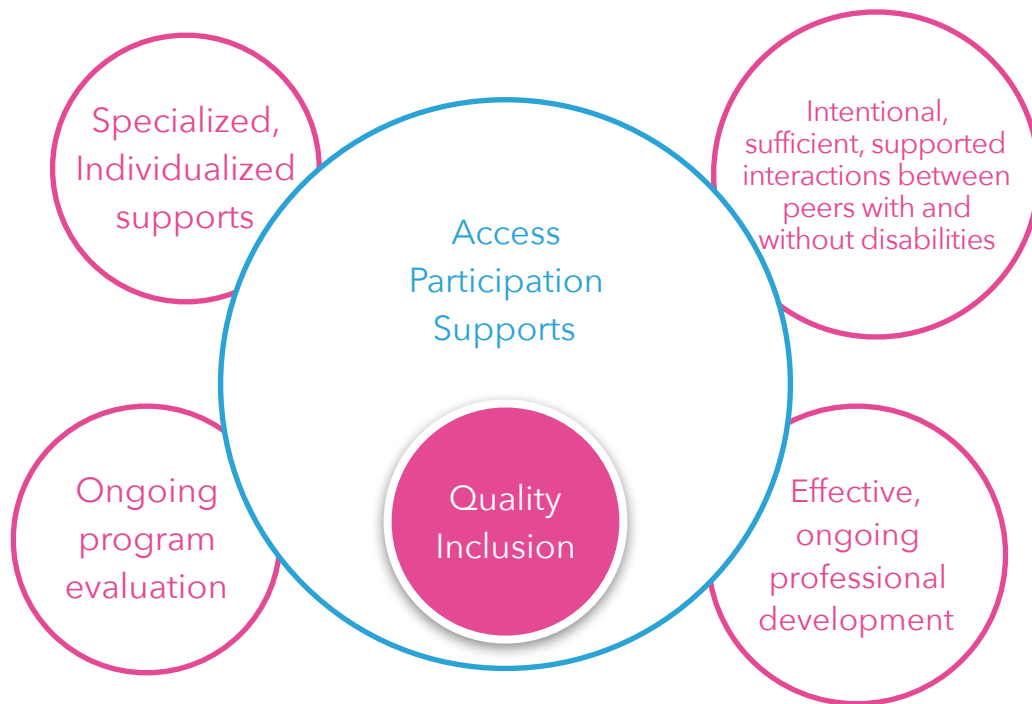 Specialized,
Individualized
supports
Intentional,
sufficient, supported
interactions between
peers with and
without disabilities
Access
Participation
Supports
Quality
Inclusion
Ongoing
program
evaluation
Effective,
ongoing
professional
development